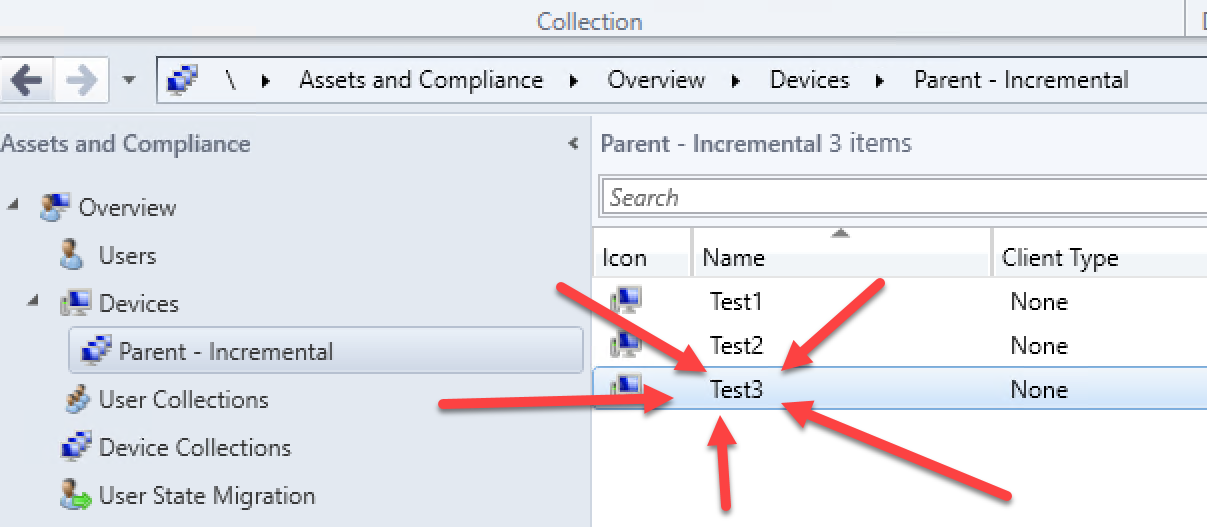 Collection
\ Assets and Compliance Overview Devices Parent - Incremental
Assets and Compliance
Overview
Users
Devices
Parent - Incremental
User Collections
Device Collections
User State Migration
Parent - Incremental 3 items
Search
Icon Name Client Type
Test1 None
Test2 None
Test3 None